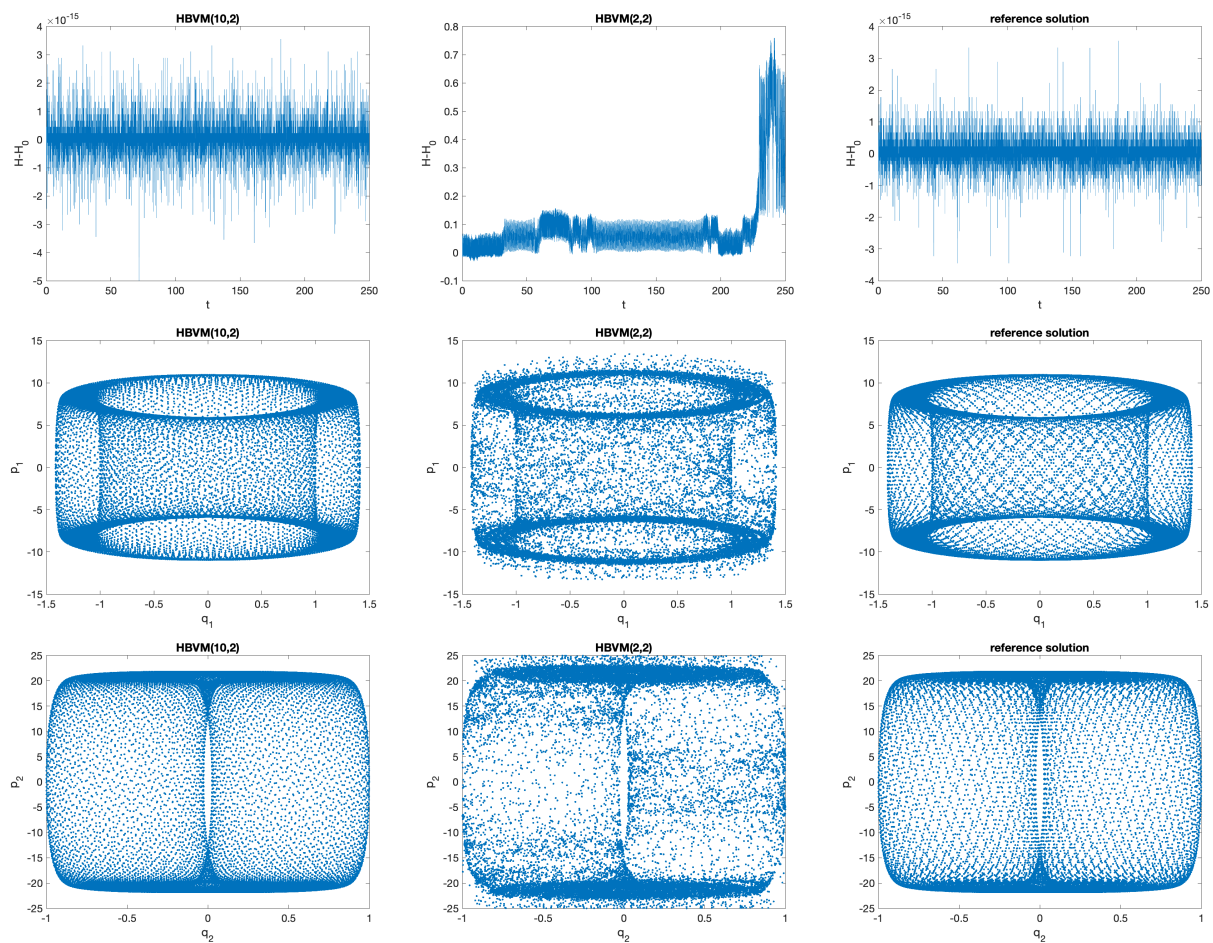 HBVM(10,2)
×10⁻¹⁵
4
3
2
1
0
-1
-2
-3
-4
-5
H-H₀
0 50 100 150 200 250
t
HBVM(2,2)
0.8
0.7
0.6
0.5
0.4
0.3
0.2
0.1
0
-0.1
H-H₀
0 50 100 150 200 250
t
reference solution
×10⁻¹⁵
4
3
2
1
0
-1
-2
-3
-4
H-H₀
0 50 100 150 200 250
t
HBVM(10,2)
15
10
5
0
-5
-10
-15
p₁
-1.5 -1 -0.5 0 0.5 1 1.5
q₁
HBVM(2,2)
15
10
5
0
-5
-10
-15
p₁
-1.5 -1 -0.5 0 0.5 1 1.5
q₁
reference solution
15
10
5
0
-5
-10
-15
p₁
-1.5 -1 -0.5 0 0.5 1 1.5
q₁
HBVM(10,2)
25
20
15
10
5
0
-5
-10
-15
-20
-25
p₂
-1 -0.5 0 0.5 1
q₂
HBVM(2,2)
25
20
15
10
5
0
-5
-10
-15
-20
-25
p₂
-1 -0.5 0 0.5 1
q₂
reference solution
25
20
15
10
5
0
-5
-10
-15
-20
-25
p₂
-1 -0.5 0 0.5 1
q₂